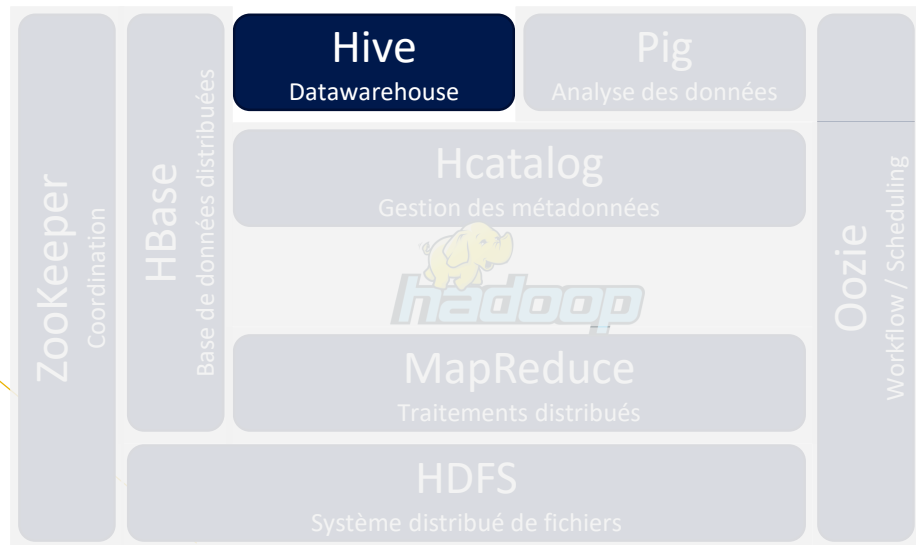 Hive
Datawarehouse
Pig
Analyse des données
ZooKeeper
Coordination
HBase
Base de données distribuées
Hcatalog
Gestion des métadonnées
hadoop
MapReduce
Traitements distribués
HDFS
Système distribué de fichiers
Oozie
Workflow / Scheduling